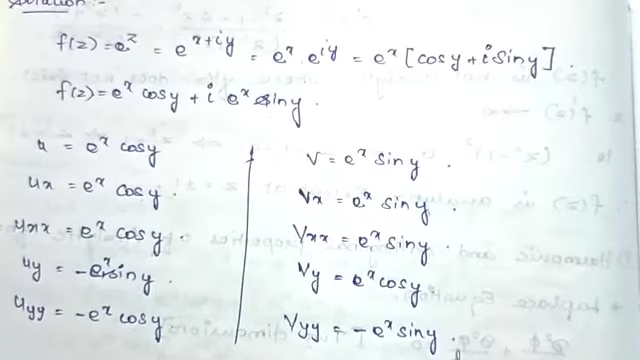 Solution :-
f(z) = e^z = e^{x+iy} = e^x . e^{iy} = e^x [cosy + i siny] .
f(z) = e^x cosy + i e^x siny .
u = e^x cosy
ux = e^x cosy .
uxx = e^x cosy .
uy = -e^x siny .
uyy = -e^x cosy
V = e^x siny .
Vx = e^x siny .
Vxx = e^x siny .
Vy = e^x cosy
Vyy = -e^x siny .